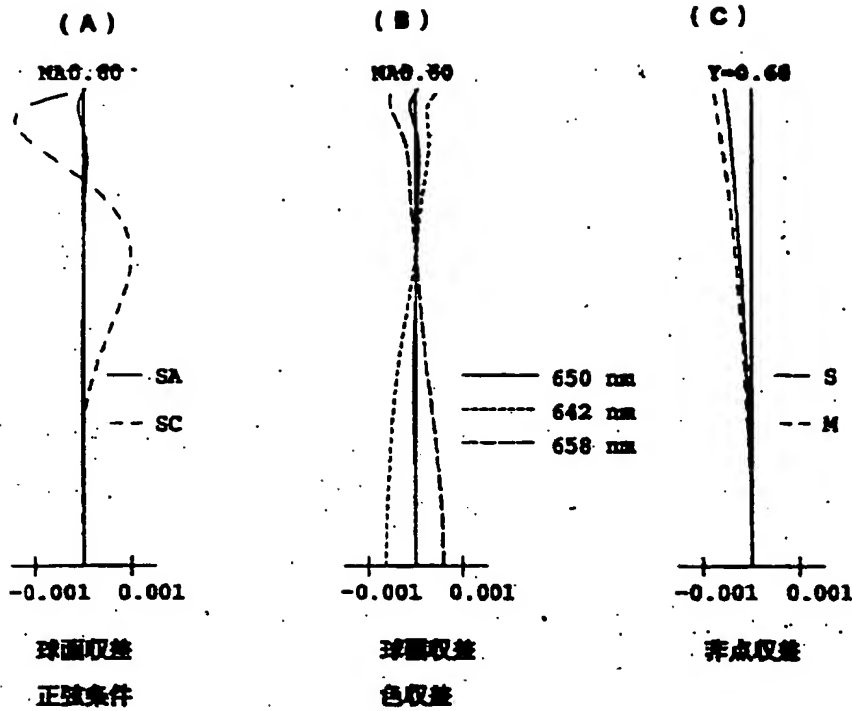 (A)
(B)
(C)
NA0.60
NA0.60
Y=0.68
SA
SC
650 nm
642 nm
658 nm
S
M
-0.001 0.001
-0.001 0.001
-0.001 0.001
球面収差
正弦条件
球面収差
色収差
非点収差